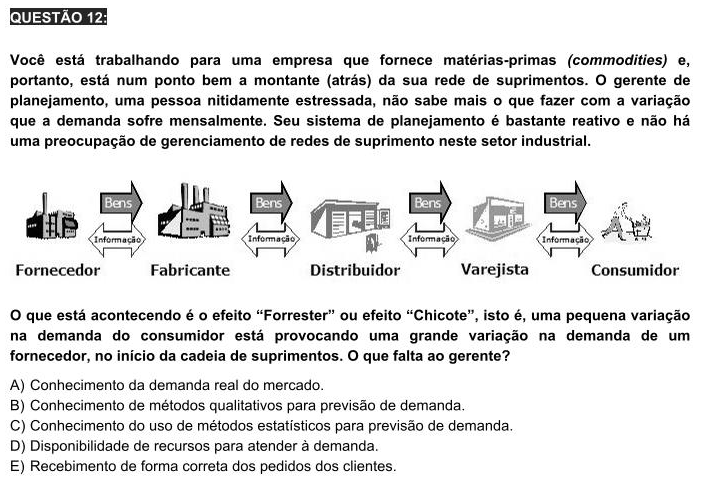 QUESTÃO 12:
Você está trabalhando para uma empresa que fornece matérias-primas (commodities) e,
portanto, está num ponto bem a montante (atrás) da sua rede de suprimentos. O gerente de
planejamento, uma pessoa nitidamente estressada, não sabe mais o que fazer com a variação
que a demanda sofre mensalmente. Seu sistema de planejamento é bastante reativo e não há
uma preocupação de gerenciamento de redes de suprimento neste setor industrial.
Bens Bens Bens Bens
Informação Informação Informação Informação
Fornecedor Fabricante Distribuidor Varejista Consumidor
O que está acontecendo é o efeito “Forrester” ou efeito “Chicote”, isto é, uma pequena variação
na demanda do consumidor está provocando uma grande variação na demanda de um
fornecedor, no início da cadeia de suprimentos. O que falta ao gerente?
A) Conhecimento da demanda real do mercado.
B) Conhecimento de métodos qualitativos para previsão de demanda.
C) Conhecimento do uso de métodos estatísticos para previsão de demanda.
D) Disponibilidade de recursos para atender à demanda.
E) Recebimento de forma correta dos pedidos dos clientes.